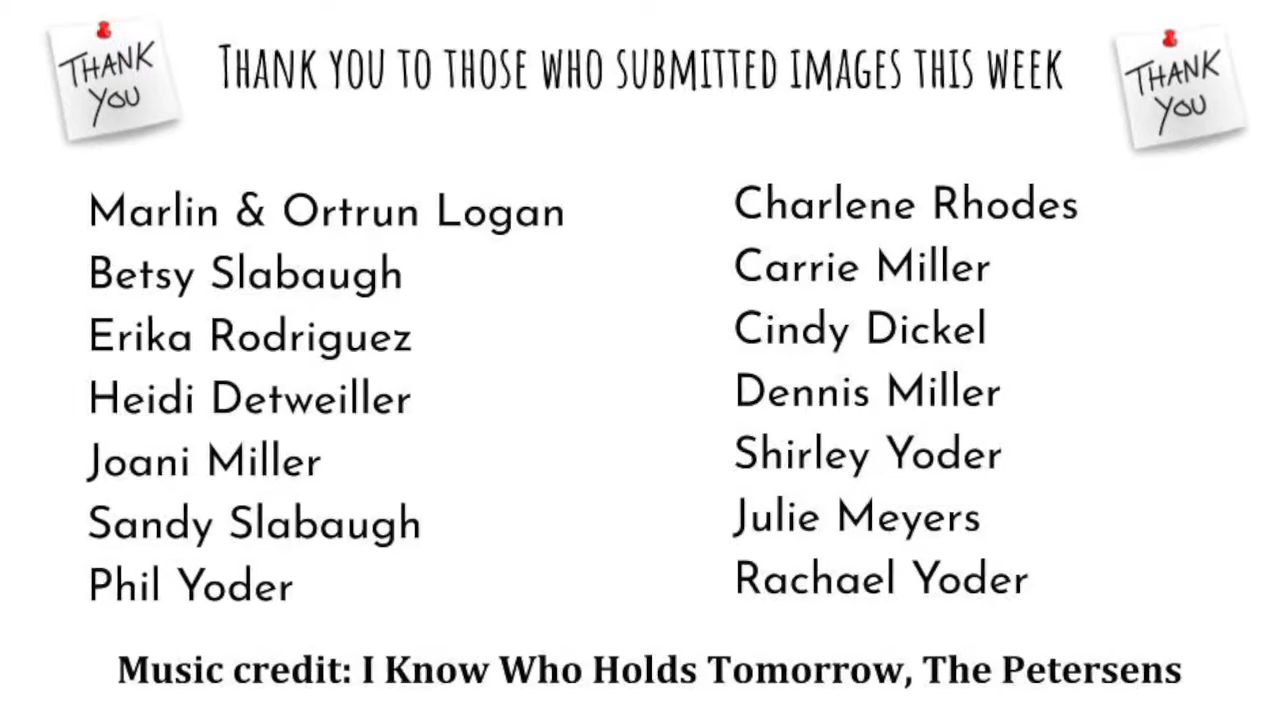 THANK YOU TO THOSE WHO SUBMITTED IMAGES THIS WEEK
THANK
YOU
THANK
YOU
Marlin & Ortrun Logan
Betsy Slabaugh
Erika Rodriguez
Heidi Detweiller
Joani Miller
Sandy Slabaugh
Phil Yoder
Charlene Rhodes
Carrie Miller
Cindy Dickel
Dennis Miller
Shirley Yoder
Julie Meyers
Rachael Yoder
Music credit: I Know Who Holds Tomorrow, The Petersens